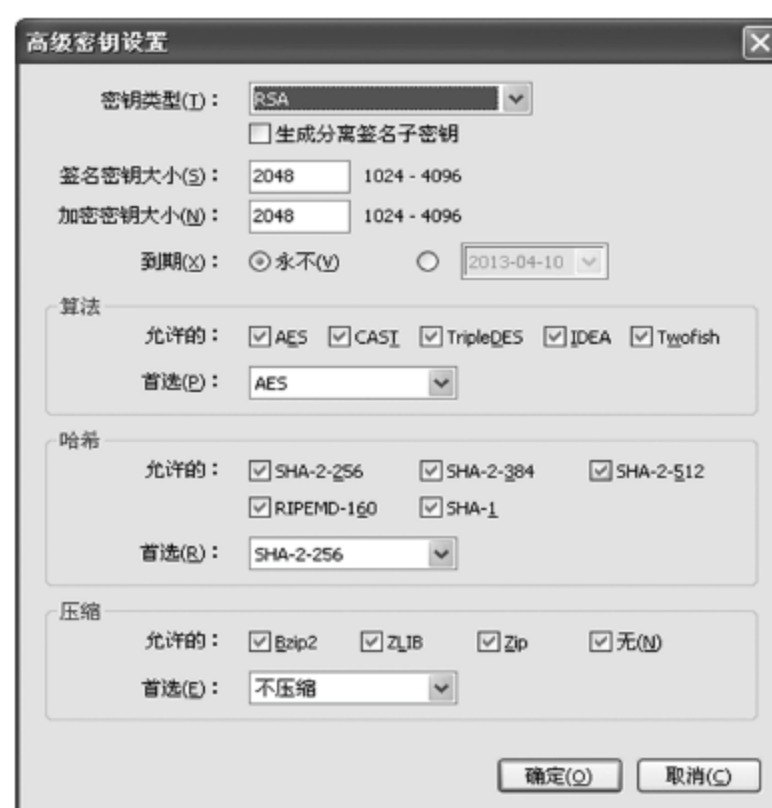 高级密钥设置
密钥类型(T)： RSA
生成分离签名子密钥
签名密钥大小(S)： 2048 1024 - 4096
加密密钥大小(N)： 2048 1024 - 4096
到期(X)： 永不(V) 2013-04-10
算法
允许的： AES CAST TripleDES IDEA Twofish
首选(P)： AES
哈希
允许的： SHA-2-256 SHA-2-384 SHA-2-512
RIPEMD-160 SHA-1
首选(R)： SHA-2-256
压缩
允许的： Bzip2 ZLIB Zip 无(N)
首选(E)： 不压缩
确定(O) 取消(C)